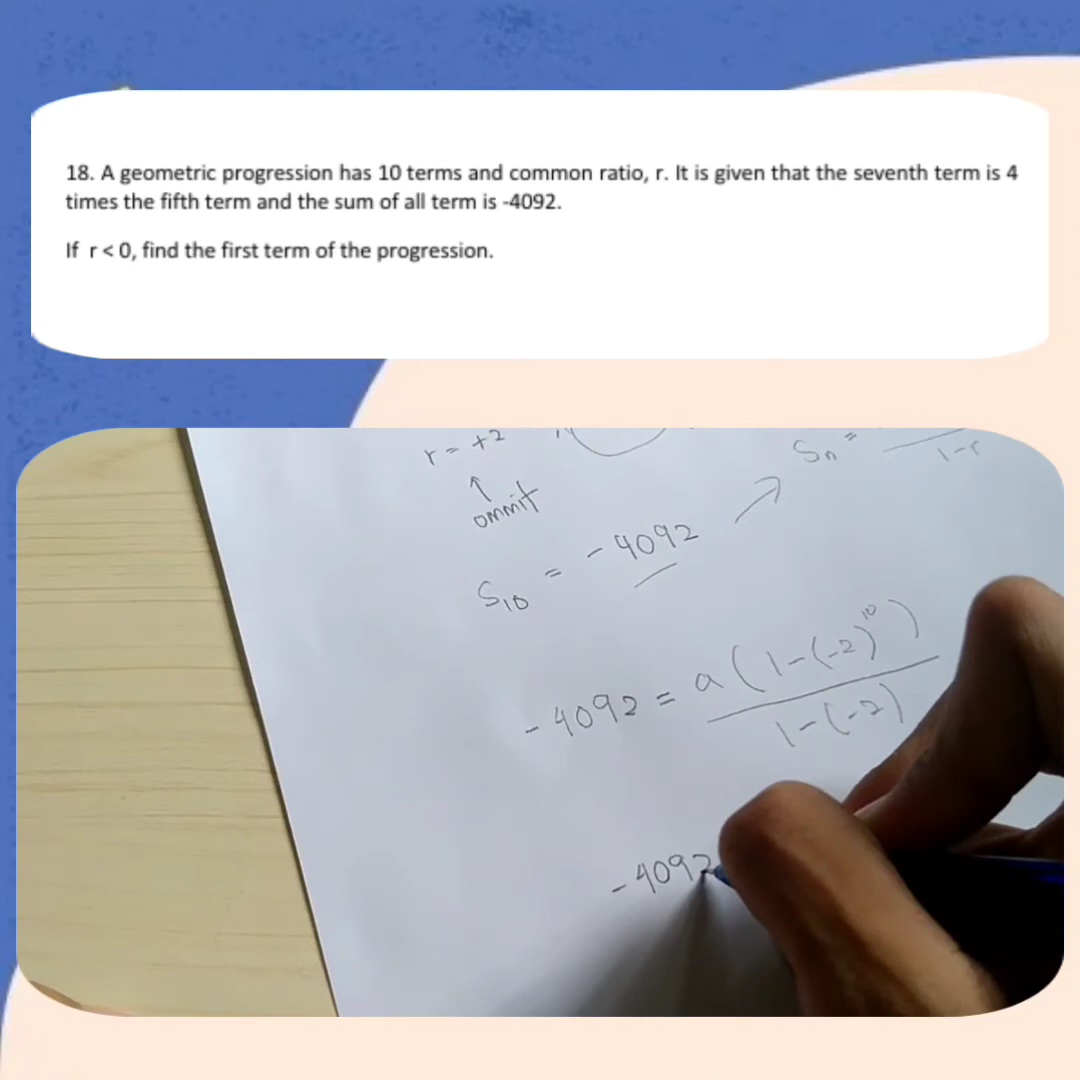 18. A geometric progression has 10 terms and common ratio, r. It is given that the seventh term is 4
times the fifth term and the sum of all term is -4092.
If r < 0, find the first term of the progression.
r = +2
↑
ommit
Sn = / 1-r
S10 = -4092
-4092 = a(1-(-2)^10) / 1-(-2)
-4092